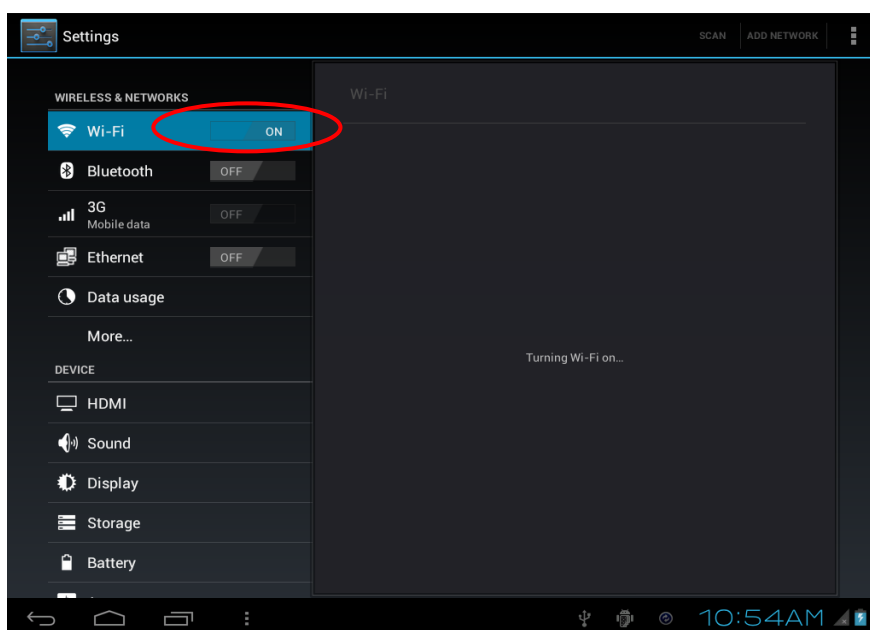 Settings
SCAN
ADD NETWORK
WIRELESS & NETWORKS
Wi-Fi
ON
Bluetooth
OFF
3G
Mobile data
OFF
Ethernet
OFF
Data usage
More...
DEVICE
HDMI
Sound
Display
Storage
Battery
Wi-Fi
Turning Wi-Fi on...
10:54AM